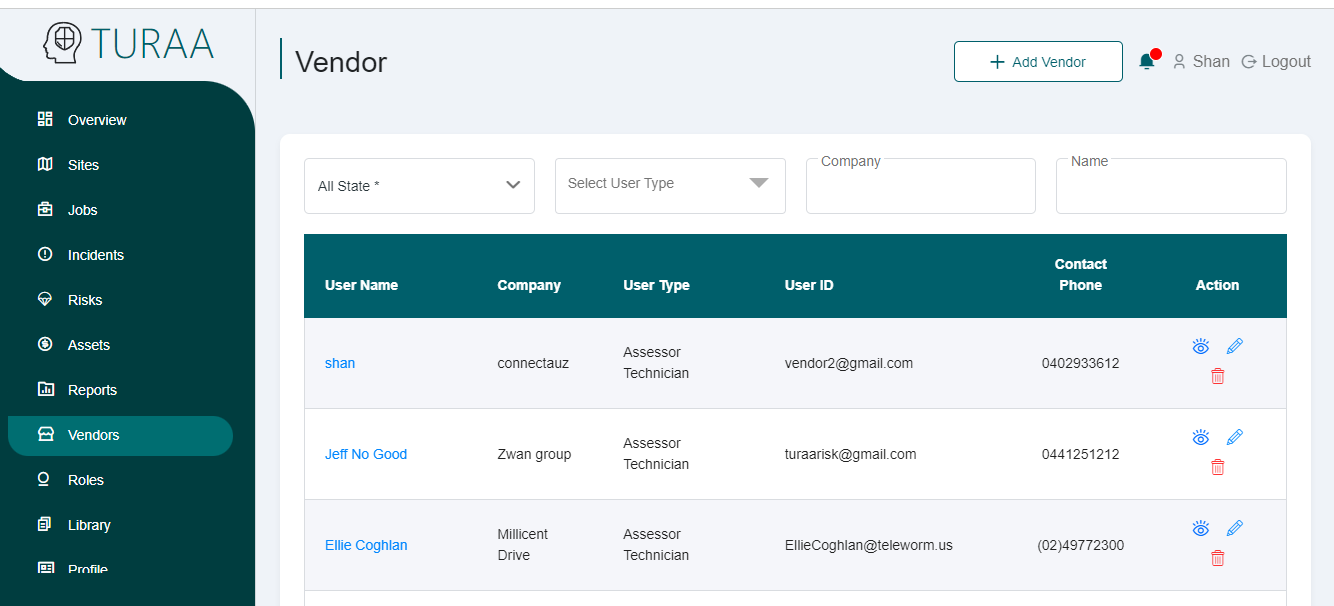 TURAA
Vendor
+ Add Vendor
Shan
Logout
Overview
Sites
Jobs
Incidents
Risks
Assets
Reports
Vendors
Roles
Library
Profile
All State *
Select User Type
Company
Name
User Name
Company
User Type
User ID
Contact
Phone
Action
shan
connectauz
Assessor
Technician
vendor2@gmail.com
0402933612
Jeff No Good
Zwan group
Assessor
Technician
turaarisk@gmail.com
0441251212
Ellie Coghlan
Millicent
Drive
Assessor
Technician
EllieCoghlan@teleworm.us
(02)49772300